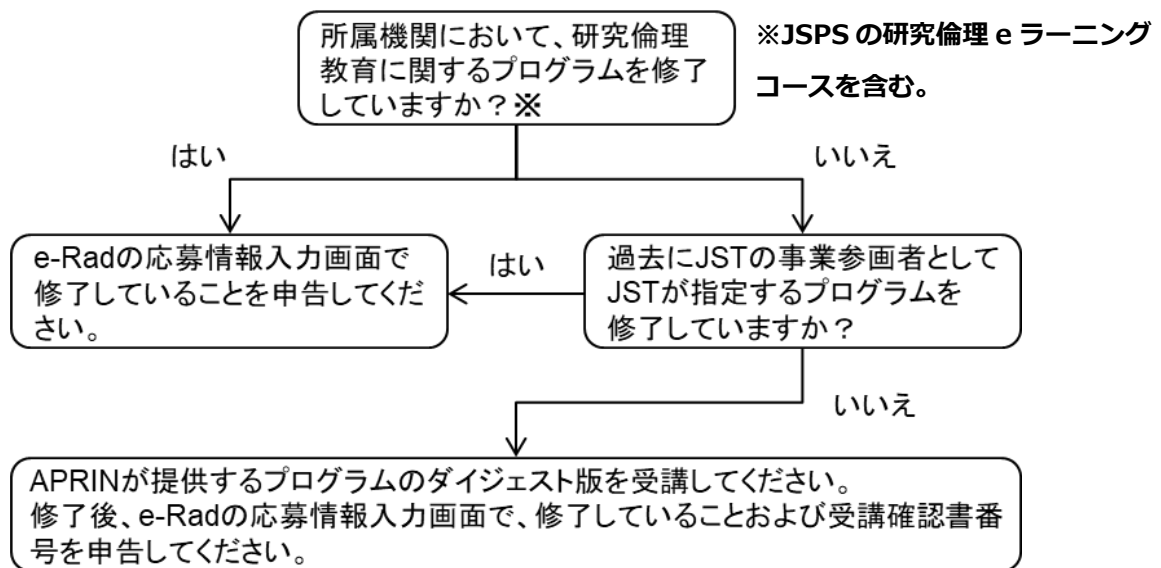 所属機関において、研究倫理
教育に関するプログラムを修了
していますか？※
※JSPS の研究倫理 e ラーニング
コースを含む。
はい
いいえ
e-Radの応募情報入力画面で
修了していることを申告してくだ
さい。
はい
過去にJSTの事業参画者として
JSTが指定するプログラムを
修了していますか？
いいえ
APRINが提供するプログラムのダイジェスト版を受講してください。
修了後、e-Radの応募情報入力画面で、修了していることおよび受講確認書番
号を申告してください。